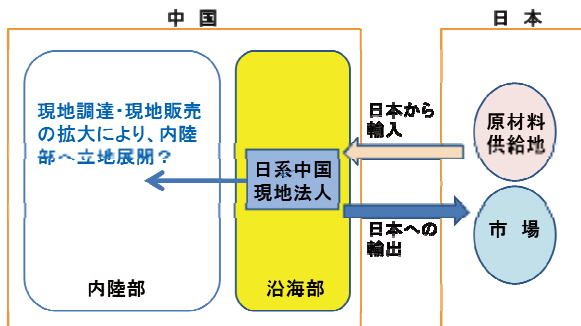 中 国
日 本
現地調達・現地販売
の拡大により、内陸
部へ立地展開？
日本から
輸入
原材料
供給地
日系中国
現地法人
日本への
輸出
市 場
内陸部
沿海部